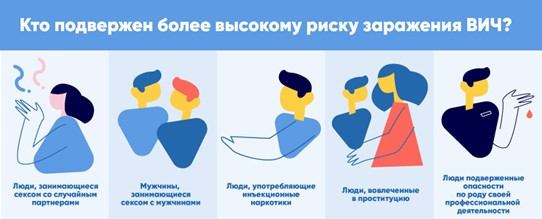 Кто подвержен более высокому риску заражения ВИЧ?
Люди, занимающиеся
сексом со случайным
партнерами
Мужчины,
занимающиеся
сексом с мужчинами
Люди, употребляющие
инъекционные
наркотики
Люди, вовлеченные
в проституцию
Люди подверженные
опасности
по роду своей
профессиональной
деятельности